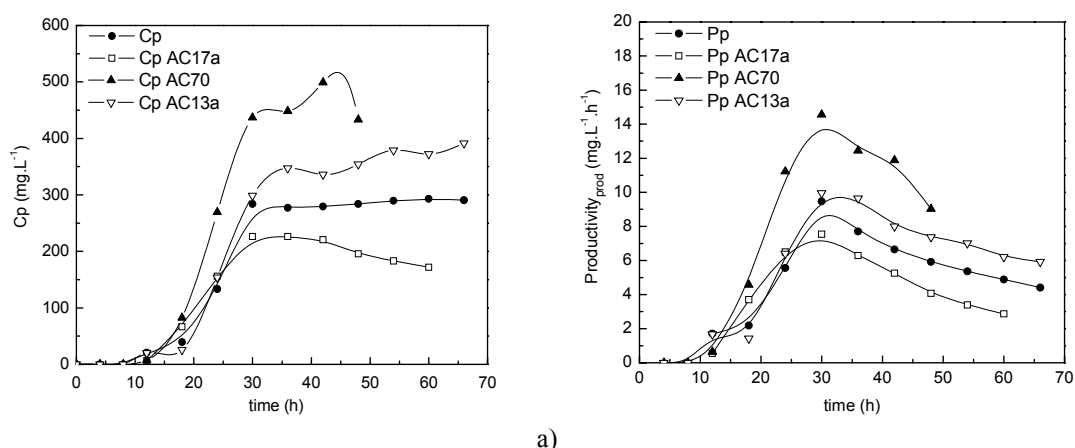 600
500
400
300
200
100
0
Cp (mg.L⁻¹)
Cp
Cp AC17a
Cp AC70
Cp AC13a
0 10 20 30 40 50 60 70
time (h)
20
18
16
14
12
10
8
6
4
2
0
Productivityprod (mg.L⁻¹.h⁻¹)
Pp
Pp AC17a
Pp AC70
Pp AC13a
0 10 20 30 40 50 60 70
time (h)
a)